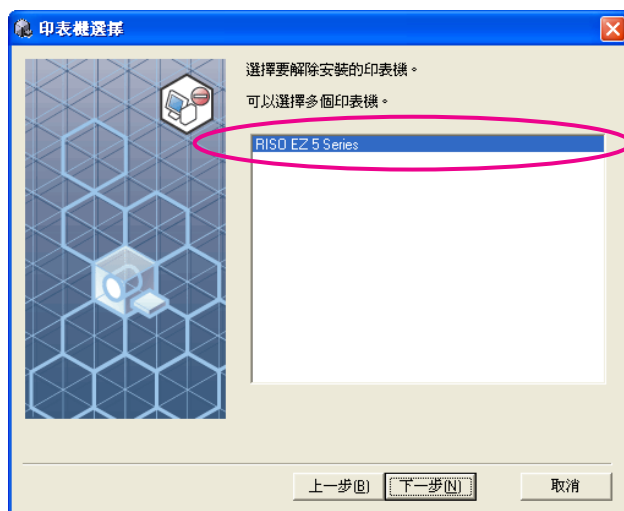 印表機選擇
選擇要解除安裝的印表機。
可以選擇多個印表機。
RISO EZ 5 Series
上一步(B) 下一步(N) 取消